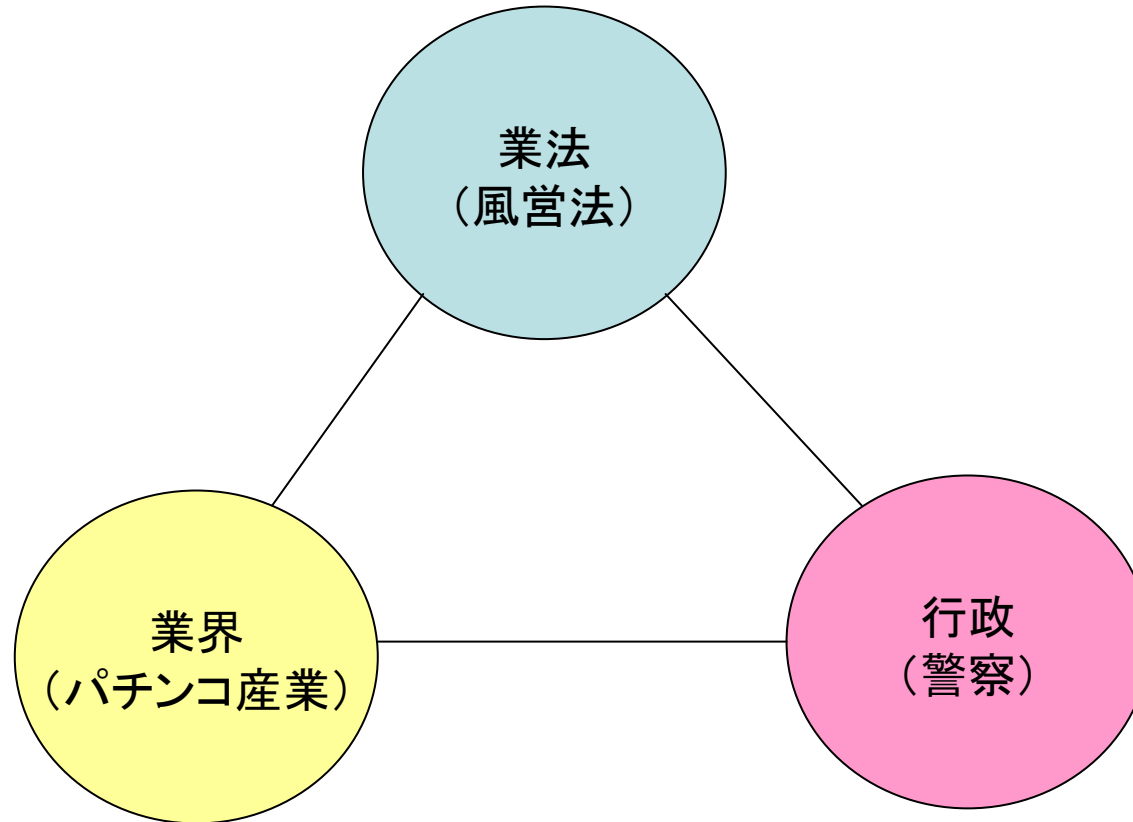 業法
（風営法）
業界
（パチンコ産業）
行政
（警察）